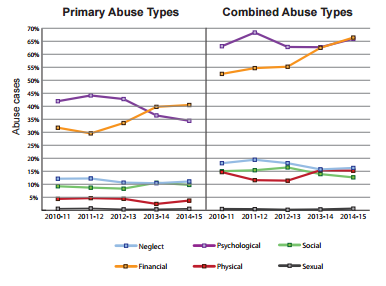 Primary Abuse Types
Combined Abuse Types
Abuse cases
70%
65%
60%
55%
50%
45%
40%
35%
30%
25%
20%
15%
10%
5%
2010-11 2011-12 2012-13 2013-14 2014-15
2010-11 2011-12 2012-13 2013-14 2014-15
Neglect Psychological Social
Financial Physical Sexual